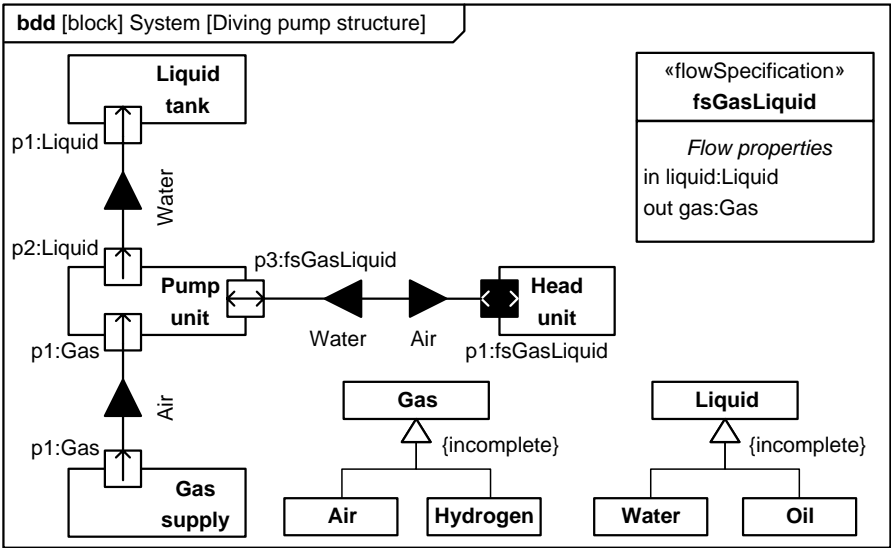 bdd [block] System [Diving pump structure]
Liquid
tank
p1:Liquid
Water
p2:Liquid
Pump
unit
p3:fsGasLiquid
Water
Air
Head
unit
p1:fsGasLiquid
p1:Gas
Air
p1:Gas
Gas
supply
«flowSpecification»
fsGasLiquid
Flow properties
in liquid:Liquid
out gas:Gas
Gas
{incomplete}
Air
Hydrogen
Liquid
{incomplete}
Water
Oil